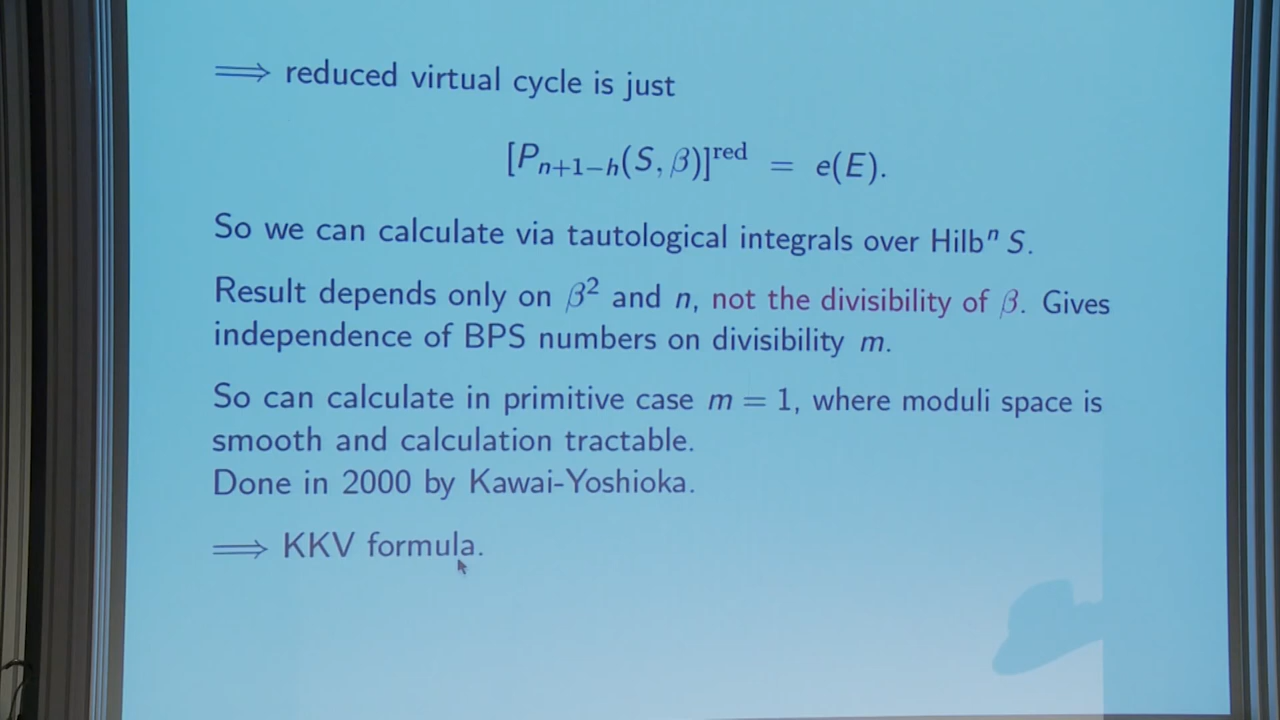 ⟹ reduced virtual cycle is just
[P_{n+1−h}(S, β)]^{red} = e(E).
So we can calculate via tautological integrals over Hilb^n S.
Result depends only on β² and n, not the divisibility of β. Gives
independence of BPS numbers on divisibility m.
So can calculate in primitive case m = 1, where moduli space is
smooth and calculation tractable.
Done in 2000 by Kawai-Yoshioka.
⟹ KKV formula.